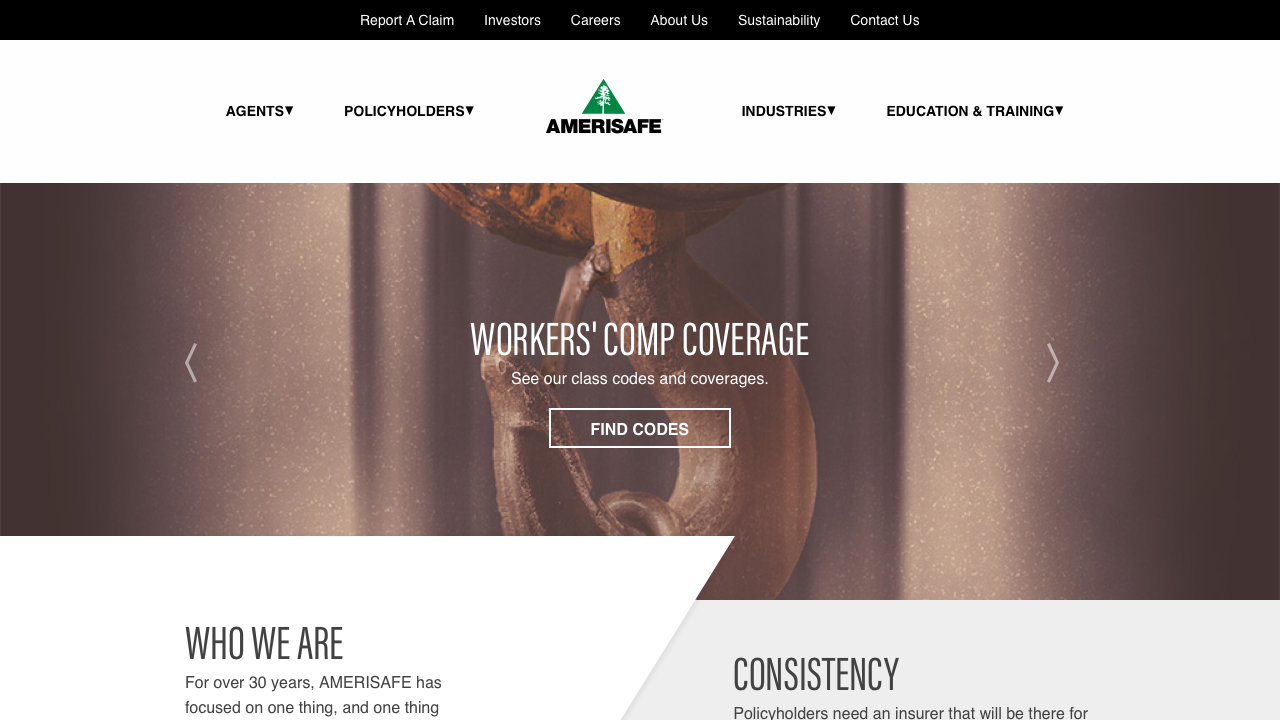 Report A Claim Investors Careers About Us Sustainability Contact Us
AGENTS▾ POLICYHOLDERS▾ AMERISAFE INDUSTRIES▾ EDUCATION & TRAINING▾
WORKERS' COMP COVERAGE
See our class codes and coverages.
FIND CODES
WHO WE ARE
For over 30 years, AMERISAFE has
focused on one thing, and one thing
CONSISTENCY
Policyholders need an insurer that will be there for